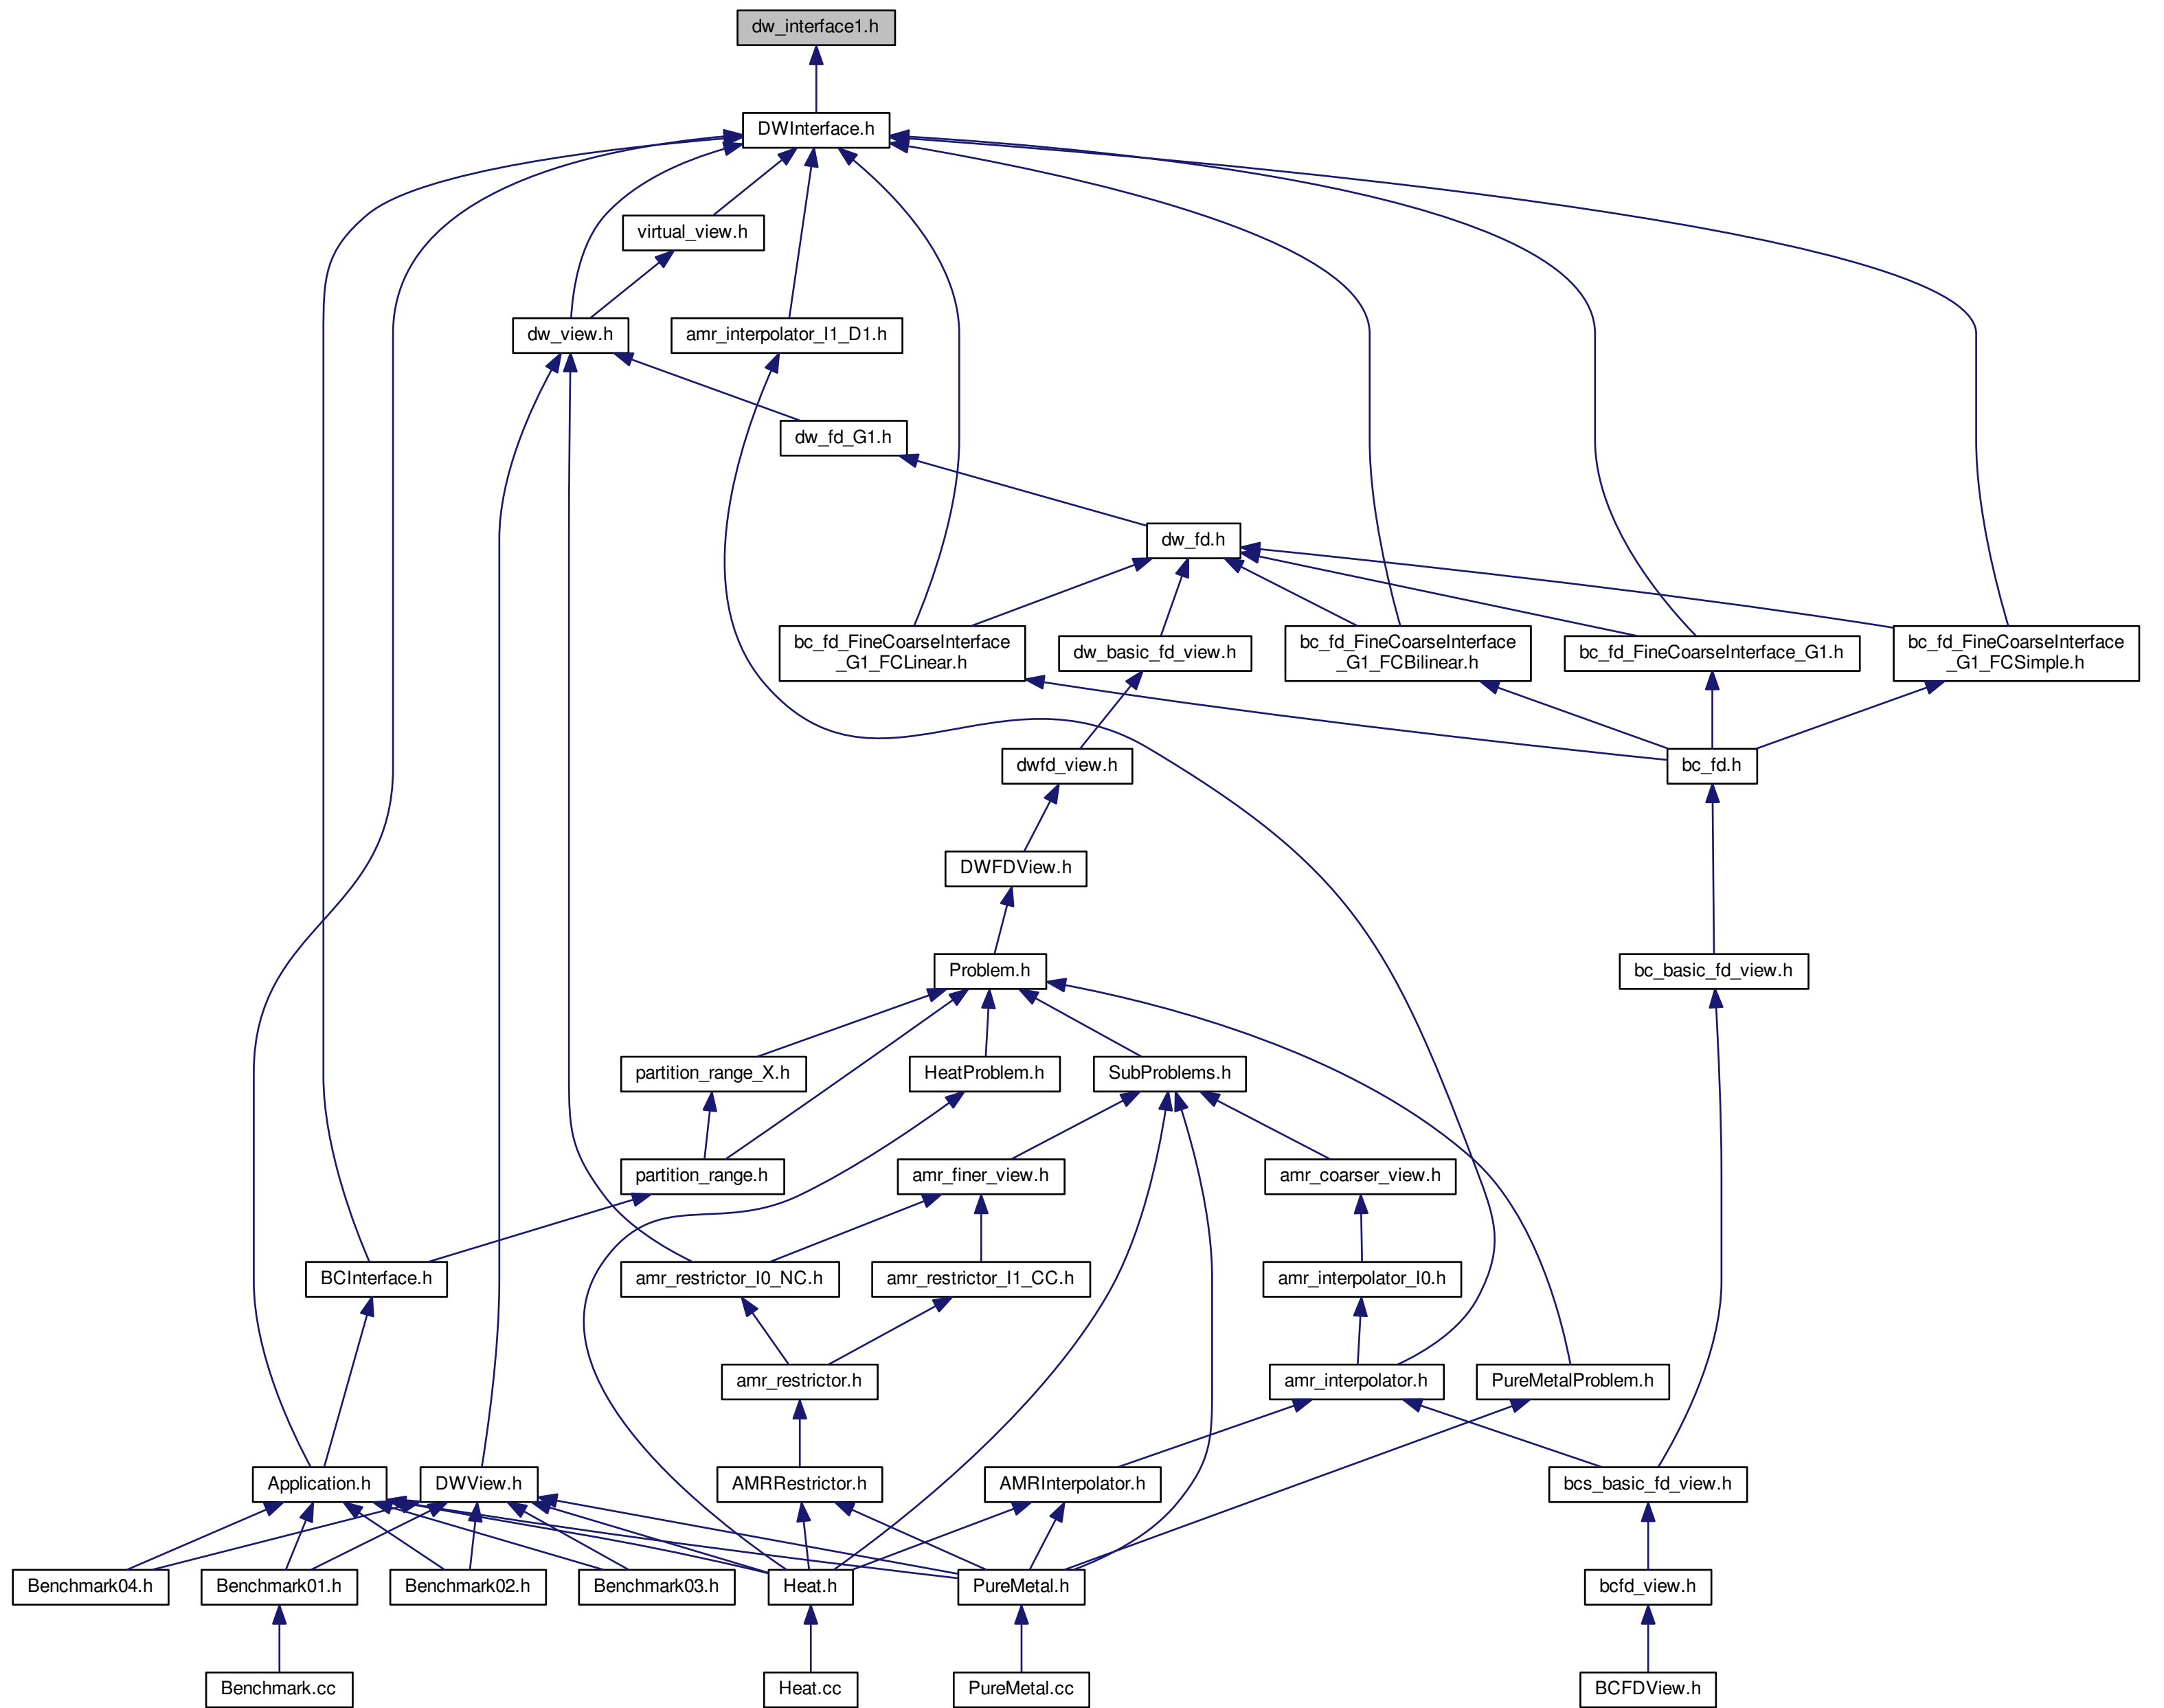 dw_interface1.h
DWInterface.h
virtual_view.h
dw_view.h
amr_interpolator_I1_D1.h
dw_fd_G1.h
dw_fd.h
bc_fd_FineCoarseInterface
_G1_FCLinear.h
dw_basic_fd_view.h
bc_fd_FineCoarseInterface
_G1_FCBilinear.h
bc_fd_FineCoarseInterface_G1.h
bc_fd_FineCoarseInterface
_G1_FCSimple.h
dwfd_view.h
bc_fd.h
DWFDView.h
Problem.h
bc_basic_fd_view.h
partition_range_X.h
HeatProblem.h
SubProblems.h
partition_range.h
amr_finer_view.h
amr_coarser_view.h
BCInterface.h
amr_restrictor_I0_NC.h
amr_restrictor_I1_CC.h
amr_interpolator_I0.h
amr_restrictor.h
amr_interpolator.h
PureMetalProblem.h
Application.h
DWView.h
AMRRestrictor.h
AMRInterpolator.h
bcs_basic_fd_view.h
Benchmark04.h
Benchmark01.h
Benchmark02.h
Benchmark03.h
Heat.h
PureMetal.h
bcfd_view.h
Benchmark.cc
Heat.cc
PureMetal.cc
BCFDView.h